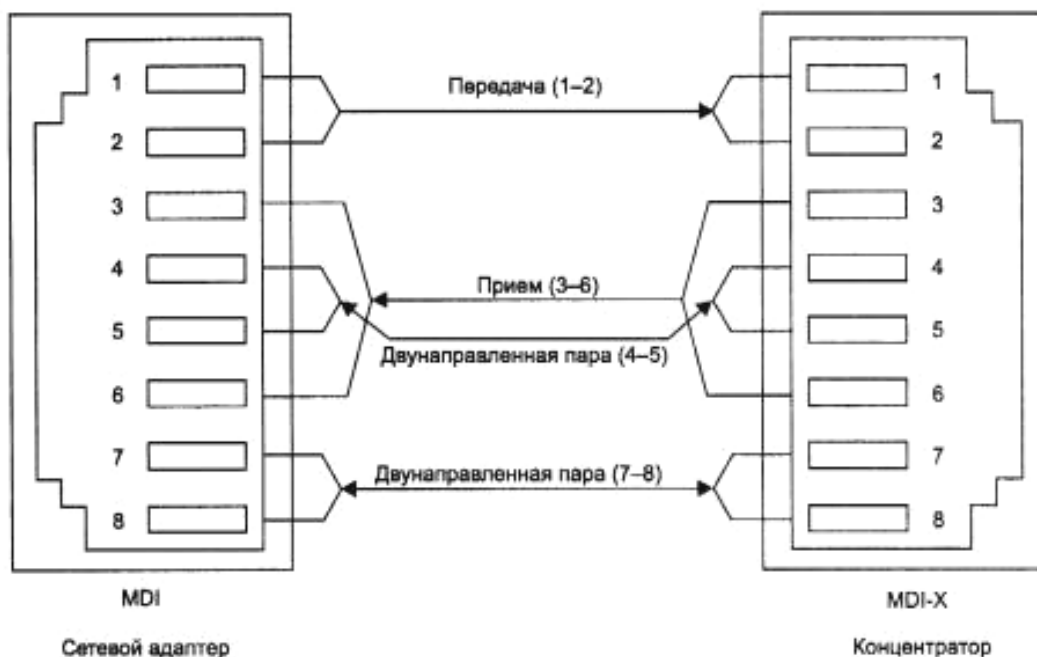 1
Передача (1–2)
1
2
2
3
3
4
Прием (3–6)
4
5
5
Двунаправленная пара (4–5)
6
6
7
Двунаправленная пара (7–8)
7
8
8
MDI
MDI-X
Сетевой адаптер
Концентратор